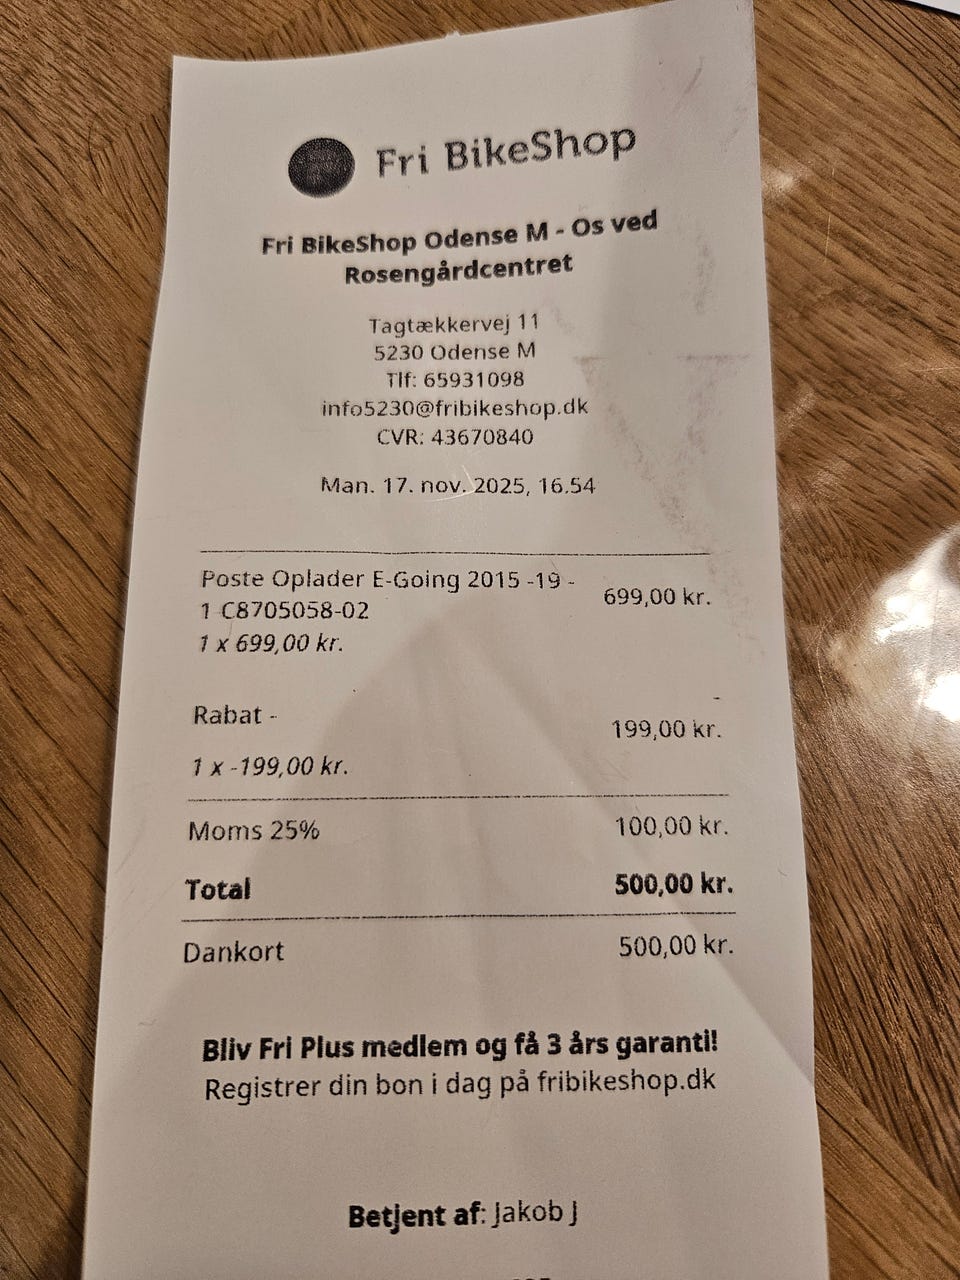 Fri BikeShop
Fri BikeShop Odense M - Os ved
Rosengårdcentret
Tagtækkervej 11
5230 Odense M
Tlf: 65931098
info5230@fribikeshop.dk
CVR: 43670840
Man. 17. nov. 2025, 16.54
Poste Oplader E-Going 2015 -19 -
1 C8705058-02
699,00 kr.
1 x 699,00 kr.
Rabat -
-
199,00 kr.
1 x -199,00 kr.
Moms 25% 100,00 kr.
Total 500,00 kr.
Dankort 500,00 kr.
Bliv Fri Plus medlem og få 3 års garanti!
Registrer din bon i dag på fribikeshop.dk
Betjent af: Jakob J